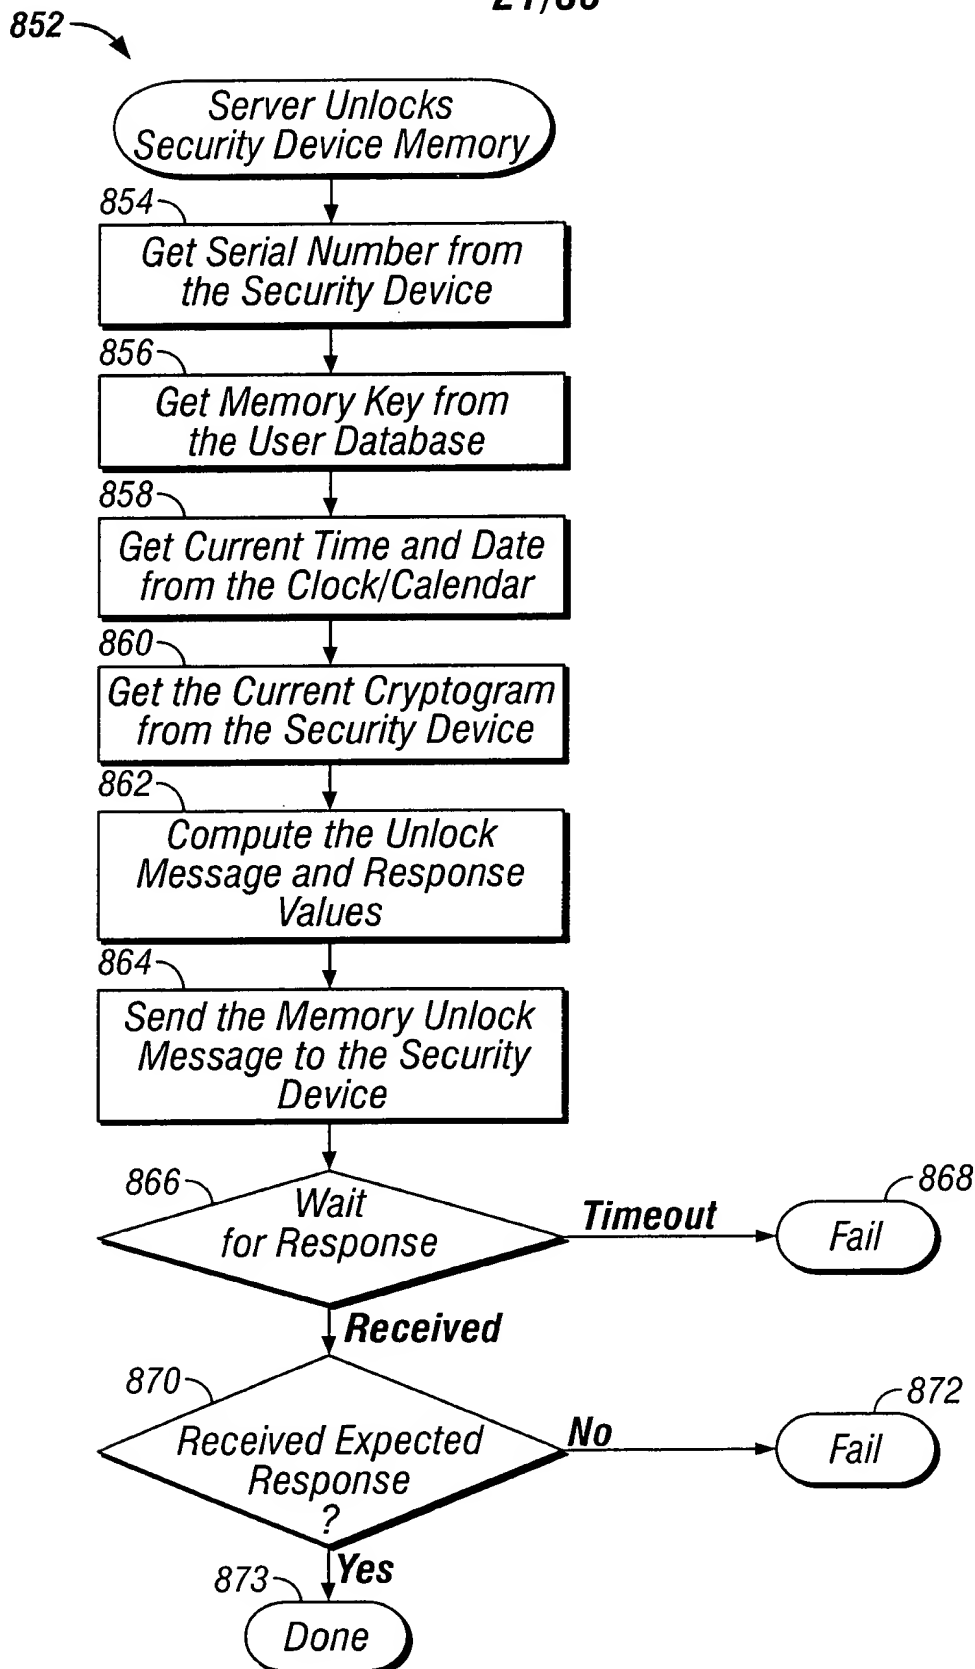 852
Server Unlocks
Security Device Memory
854
Get Serial Number from
the Security Device
856
Get Memory Key from
the User Database
858
Get Current Time and Date
from the Clock/Calendar
860
Get the Current Cryptogram
from the Security Device
862
Compute the Unlock
Message and Response
Values
864
Send the Memory Unlock
Message to the Security
Device
866
Wait
for Response
Timeout
868
Fail
Received
870
Received Expected
Response
?
No
872
Fail
Yes
873
Done